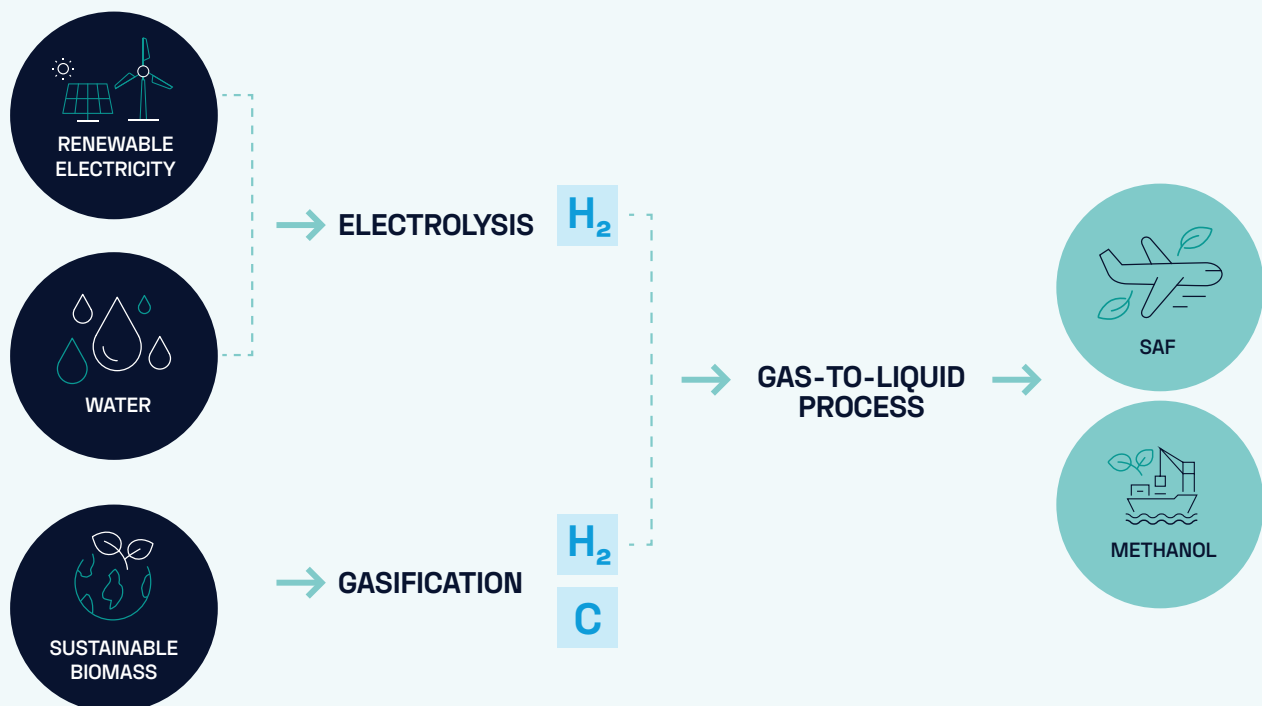 RENEWABLE
ELECTRICITY
WATER
SUSTAINABLE
BIOMASS
ELECTROLYSIS
H₂
GASIFICATION
H₂
C
GAS-TO-LIQUID
PROCESS
SAF
METHANOL